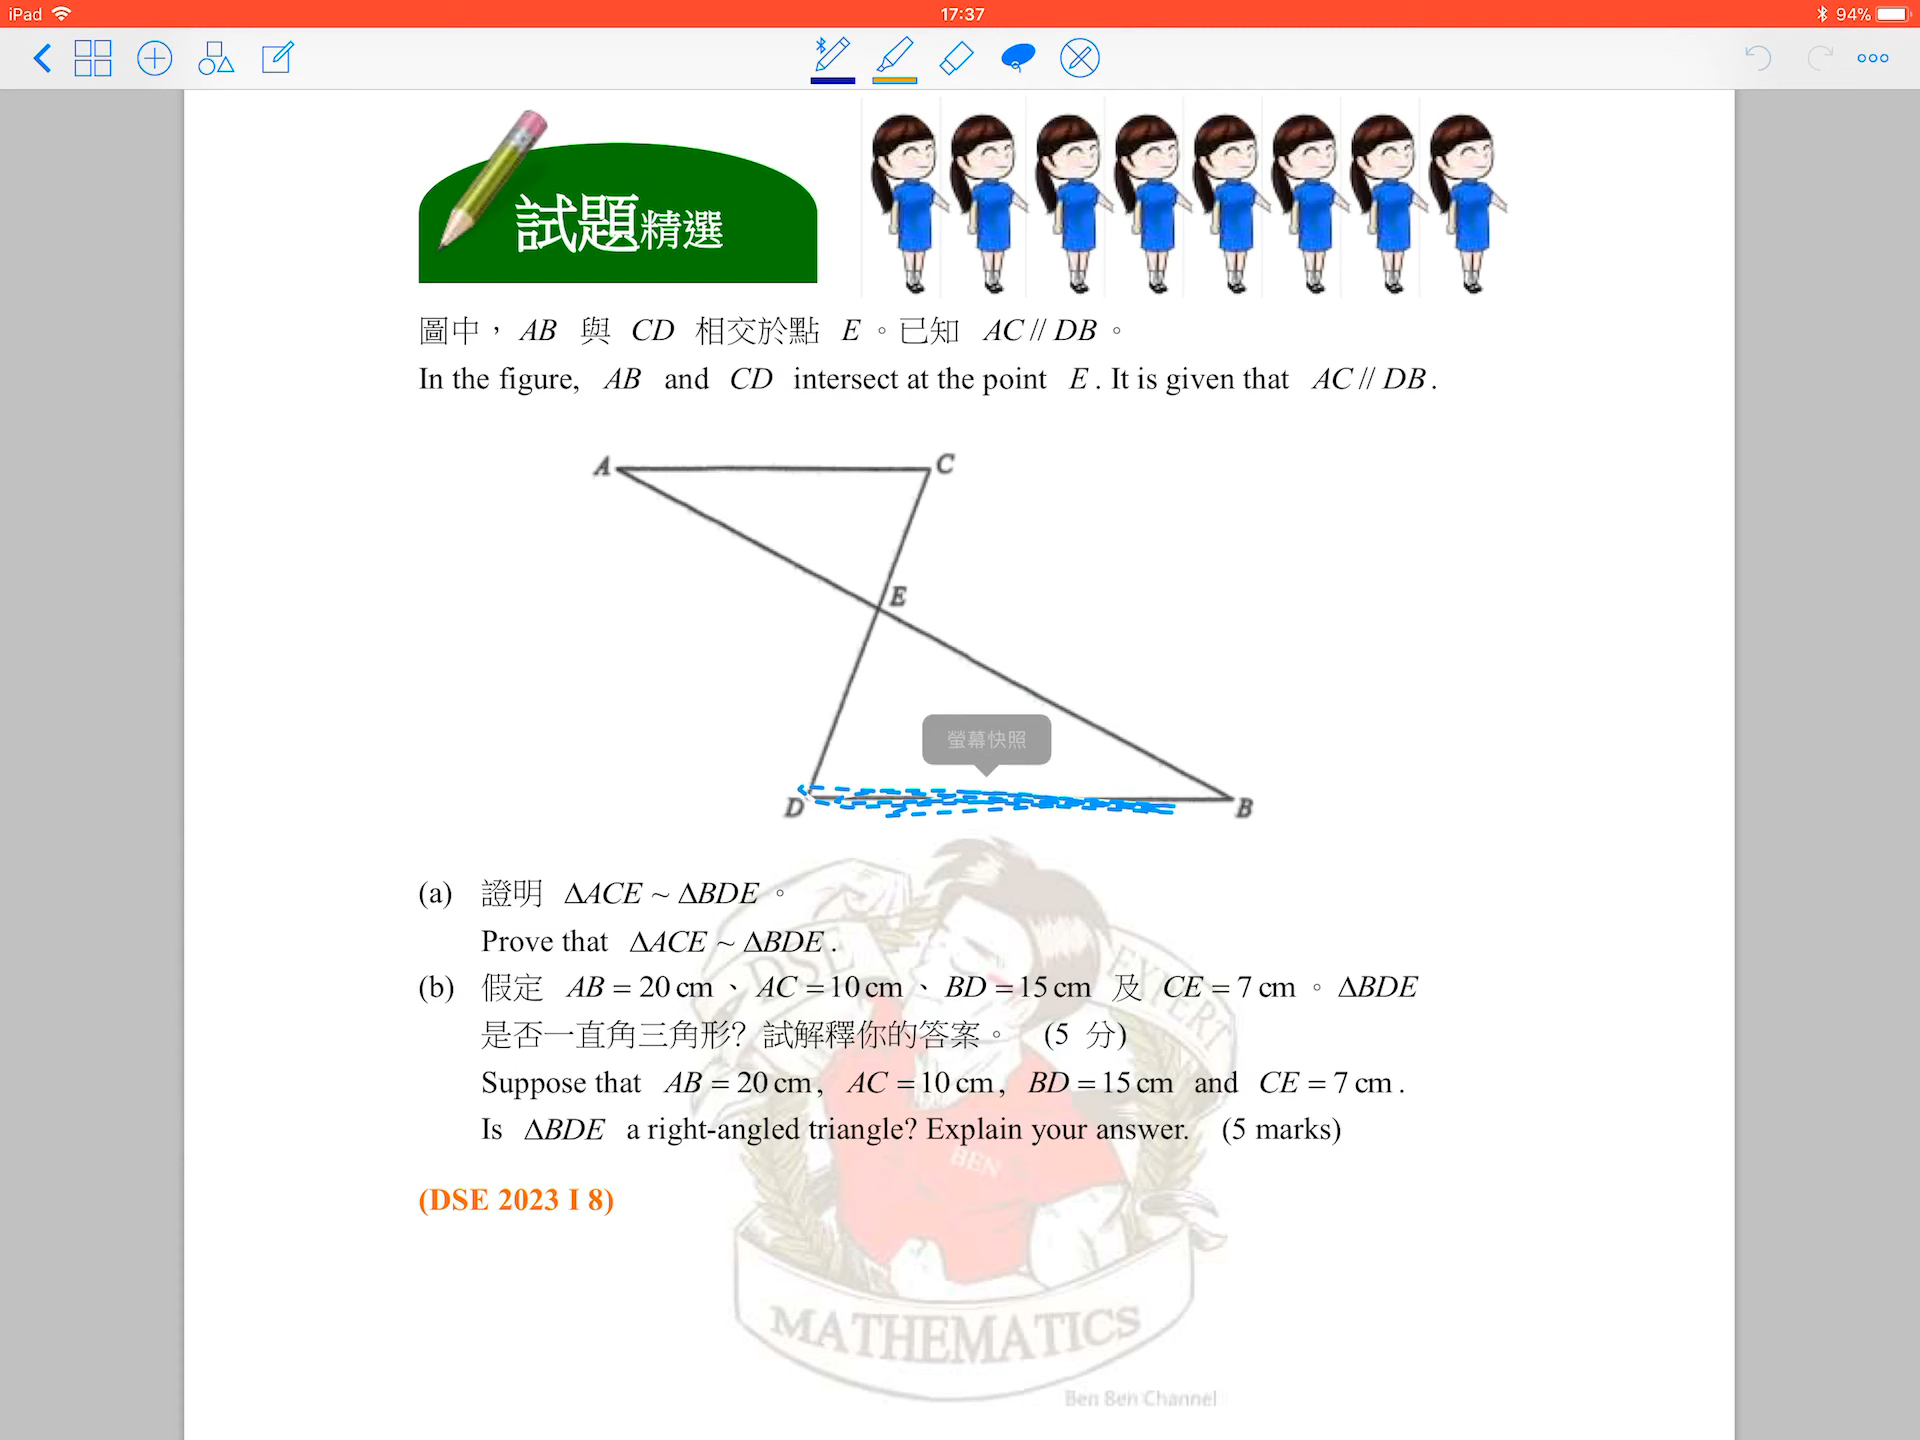 iPad
17:37
94%
試題精選
圖中， AB 與 CD 相交於點 E 。已知 AC // DB 。
In the figure, AB and CD intersect at the point E . It is given that AC // DB .
A
C
E
螢幕快照
D
B
(a) 證明 ΔACE ~ ΔBDE 。
Prove that ΔACE ~ ΔBDE .
(b) 假定 AB = 20 cm 、 AC = 10 cm 、 BD = 15 cm 及 CE = 7 cm 。 ΔBDE
是否一直角三角形? 試解釋你的答案。 (5 分)
Suppose that AB = 20 cm , AC = 10 cm , BD = 15 cm and CE = 7 cm .
Is ΔBDE a right-angled triangle? Explain your answer. (5 marks)
(DSE 2023 I 8)
DSE EXPERT
BEN
MATHEMATICS
Ben Ben Channel